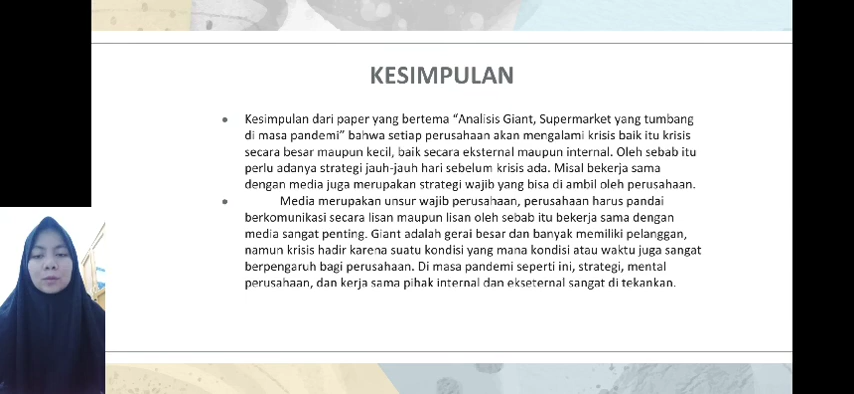 KESIMPULAN
• Kesimpulan dari paper yang bertema “Analisis Giant, Supermarket yang tumbang
di masa pandemi” bahwa setiap perusahaan akan mengalami krisis baik itu krisis
secara besar maupun kecil, baik secara eksternal maupun internal. Oleh sebab itu
perlu adanya strategi jauh-jauh hari sebelum krisis ada. Misal bekerja sama
dengan media juga merupakan strategi wajib yang bisa di ambil oleh perusahaan.
• Media merupakan unsur wajib perusahaan, perusahaan harus pandai
berkomunikasi secara lisan maupun lisan oleh sebab itu bekerja sama dengan
media sangat penting. Giant adalah gerai besar dan banyak memiliki pelanggan,
namun krisis hadir karena suatu kondisi yang mana kondisi atau waktu juga sangat
berpengaruh bagi perusahaan. Di masa pandemi seperti ini, strategi, mental
perusahaan, dan kerja sama pihak internal dan ekseternal sangat di tekankan.